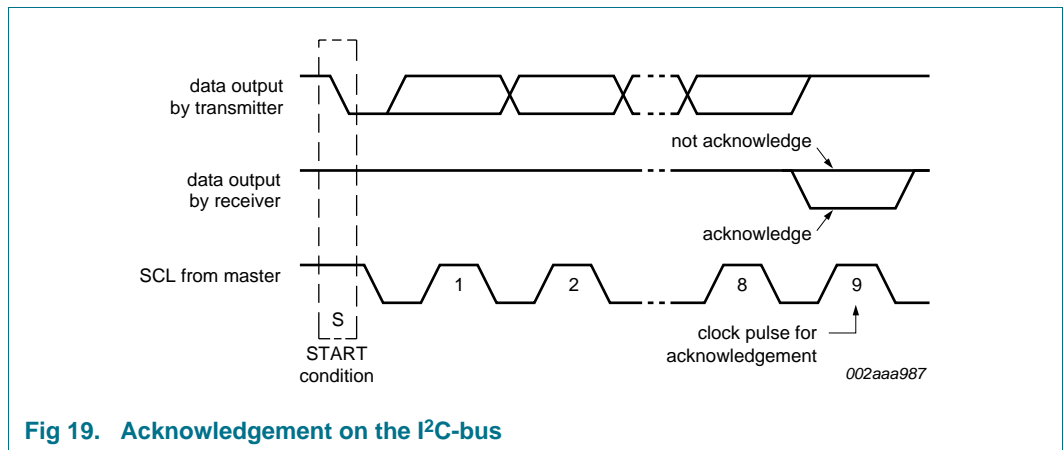 data output
by transmitter
not acknowledge
data output
by receiver
acknowledge
SCL from master
1
2
8
9
S
START
condition
clock pulse for
acknowledgement
002aaa987
Fig 19. Acknowledgement on the I²C-bus